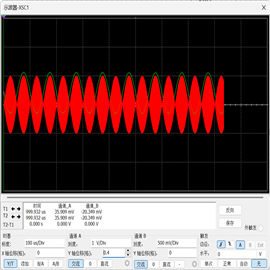 示波器-XSC1
时间 通道_A 通道_B
T1 999.932 us 35.909 mV -20.349 mV
T2 999.932 us 35.909 mV -20.349 mV
T2-T1 0.000 s 0.000 V 0.000 V
反向
保存
外触发
时基
标度: 100 us/Div
X 轴位移(格): 0
Y/T 添加 B/A A/B
通道 A
刻度: 1 V/Div
Y 轴位移(格): 0.4
交流 0 直流
通道 B
刻度: 500 mV/Div
Y 轴位移(格): 0
交流 0 直流 -
触发
边沿: A B
水平: 0 V
单次 正常 自动 无